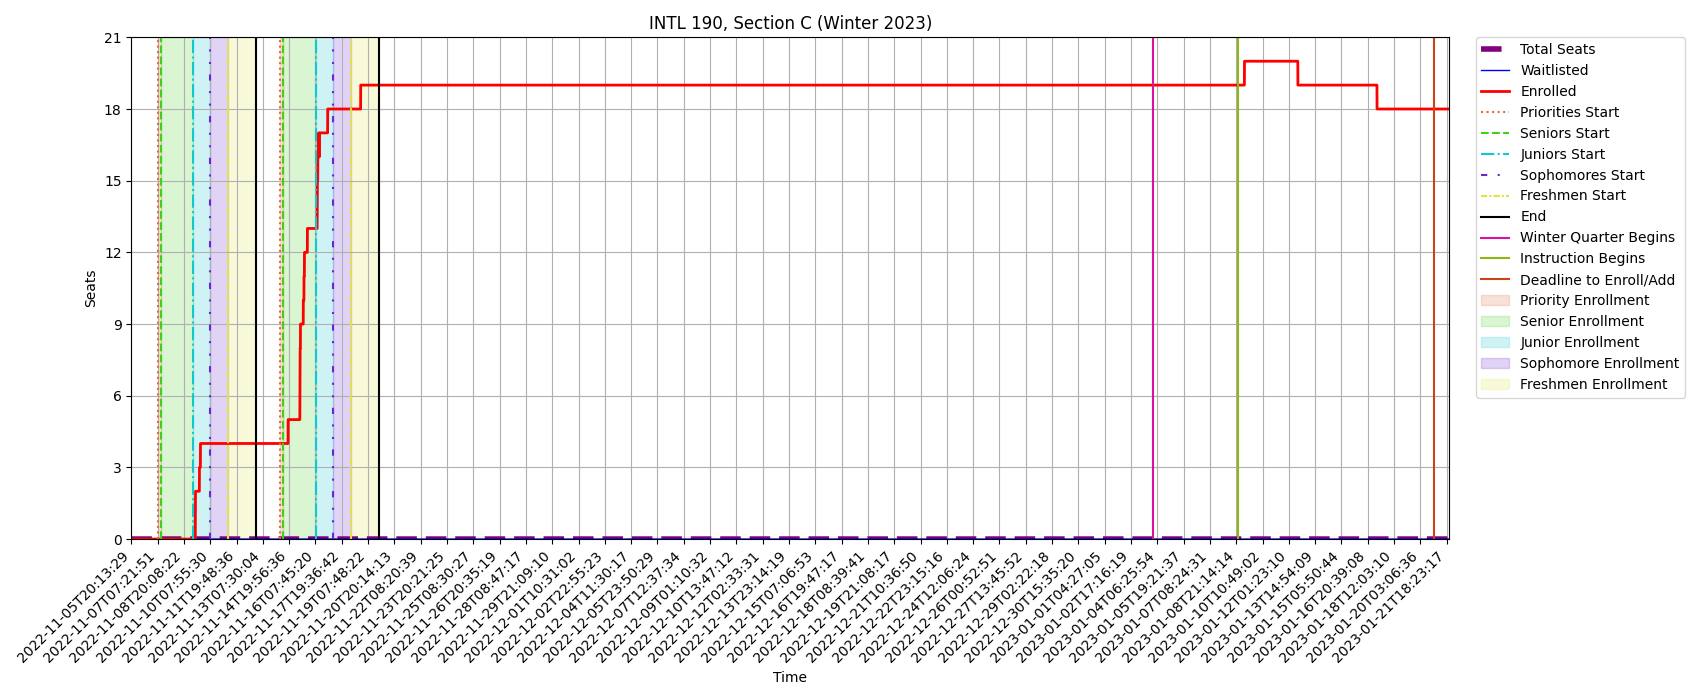 INTL 190, Section C (Winter 2023)
21
18
15
12
9
6
3
0
Seats
2022-11-05T20:13:29
2022-11-07T07:21:51
2022-11-08T20:08:22
2022-11-10T07:55:30
2022-11-11T19:48:36
2022-11-13T07:30:04
2022-11-14T19:56:36
2022-11-16T07:45:20
2022-11-17T19:36:42
2022-11-19T07:48:22
2022-11-20T20:14:13
2022-11-22T08:20:39
2022-11-23T20:21:25
2022-11-25T08:30:27
2022-11-26T20:35:19
2022-11-28T08:47:17
2022-11-29T21:09:10
2022-12-01T10:31:02
2022-12-02T22:55:23
2022-12-04T11:30:17
2022-12-05T23:50:29
2022-12-07T12:37:34
2022-12-09T01:10:32
2022-12-10T13:47:12
2022-12-12T02:33:31
2022-12-13T23:14:19
2022-12-15T07:06:53
2022-12-16T19:47:17
2022-12-18T08:39:41
2022-12-19T21:08:17
2022-12-21T10:36:50
2022-12-22T23:15:16
2022-12-24T12:06:24
2022-12-26T00:52:51
2022-12-27T13:45:52
2022-12-29T02:22:18
2022-12-30T15:35:20
2023-01-01T04:27:05
2023-01-02T17:16:19
2023-01-04T06:25:54
2023-01-05T19:21:37
2023-01-07T08:24:31
2023-01-08T21:14:14
2023-01-10T10:49:02
2023-01-12T01:23:10
2023-01-13T14:54:09
2023-01-15T05:50:44
2023-01-16T20:39:08
2023-01-18T12:03:10
2023-01-20T03:06:36
2023-01-21T18:23:17
Time
Total Seats
Waitlisted
Enrolled
Priorities Start
Seniors Start
Juniors Start
Sophomores Start
Freshmen Start
End
Winter Quarter Begins
Instruction Begins
Deadline to Enroll/Add
Priority Enrollment
Senior Enrollment
Junior Enrollment
Sophomore Enrollment
Freshmen Enrollment